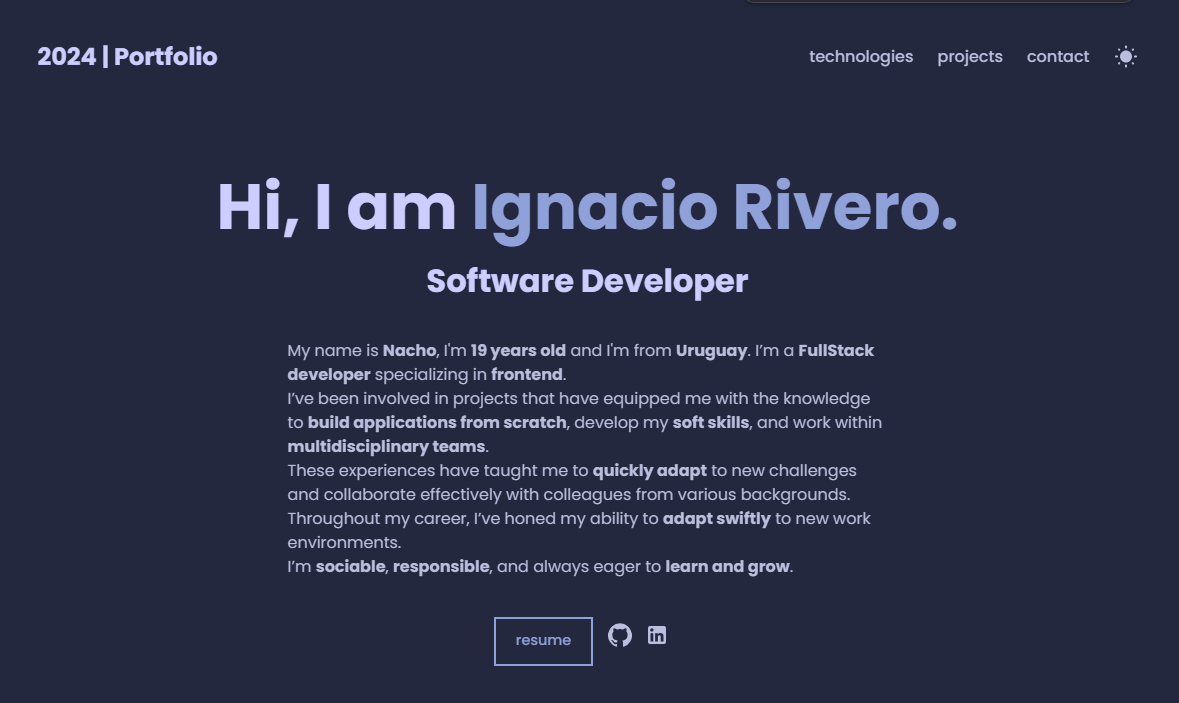 2024 | Portfolio
technologies projects contact
Hi, I am Ignacio Rivero.
Software Developer
My name is Nacho, I'm 19 years old and I'm from Uruguay. I’m a FullStack
developer specializing in frontend.
I’ve been involved in projects that have equipped me with the knowledge
to build applications from scratch, develop my soft skills, and work within
multidisciplinary teams.
These experiences have taught me to quickly adapt to new challenges
and collaborate effectively with colleagues from various backgrounds.
Throughout my career, I’ve honed my ability to adapt swiftly to new work
environments.
I’m sociable, responsible, and always eager to learn and grow.
resume